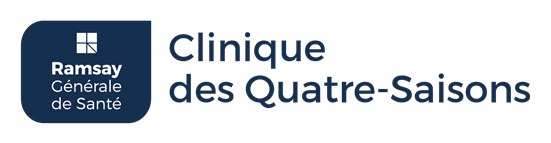 Ramsay
Générale
de Santé
Clinique
des Quatre-Saisons